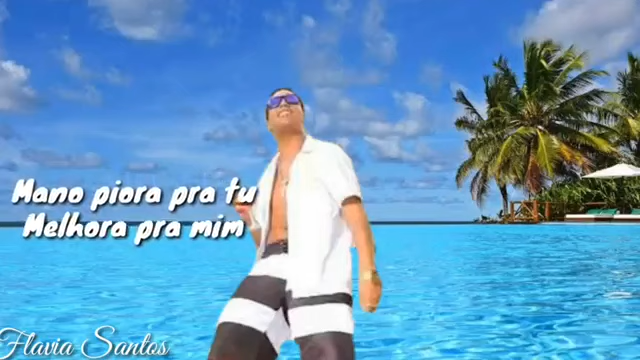 Mano piora pra tu
Melhora pra mim
Flavia Santos